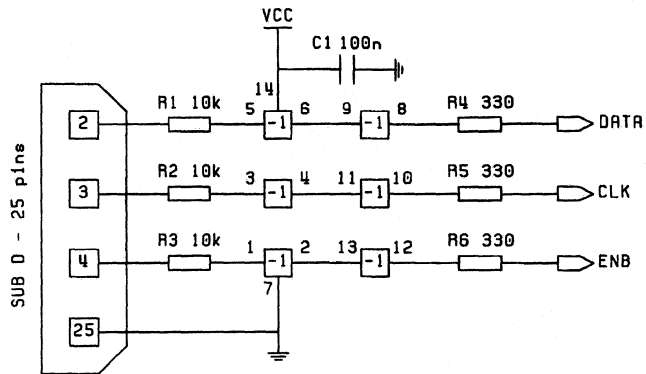 VCC
C1 100n
14
2 R1 10k 5 -1 6 9 -1 8 R4 330 DATA
3 R2 10k 3 -1 4 11 -1 10 R5 330 CLK
4 R3 10k 1 -1 2 13 -1 12 R6 330 ENB
7
25
SUB D - 25 pins